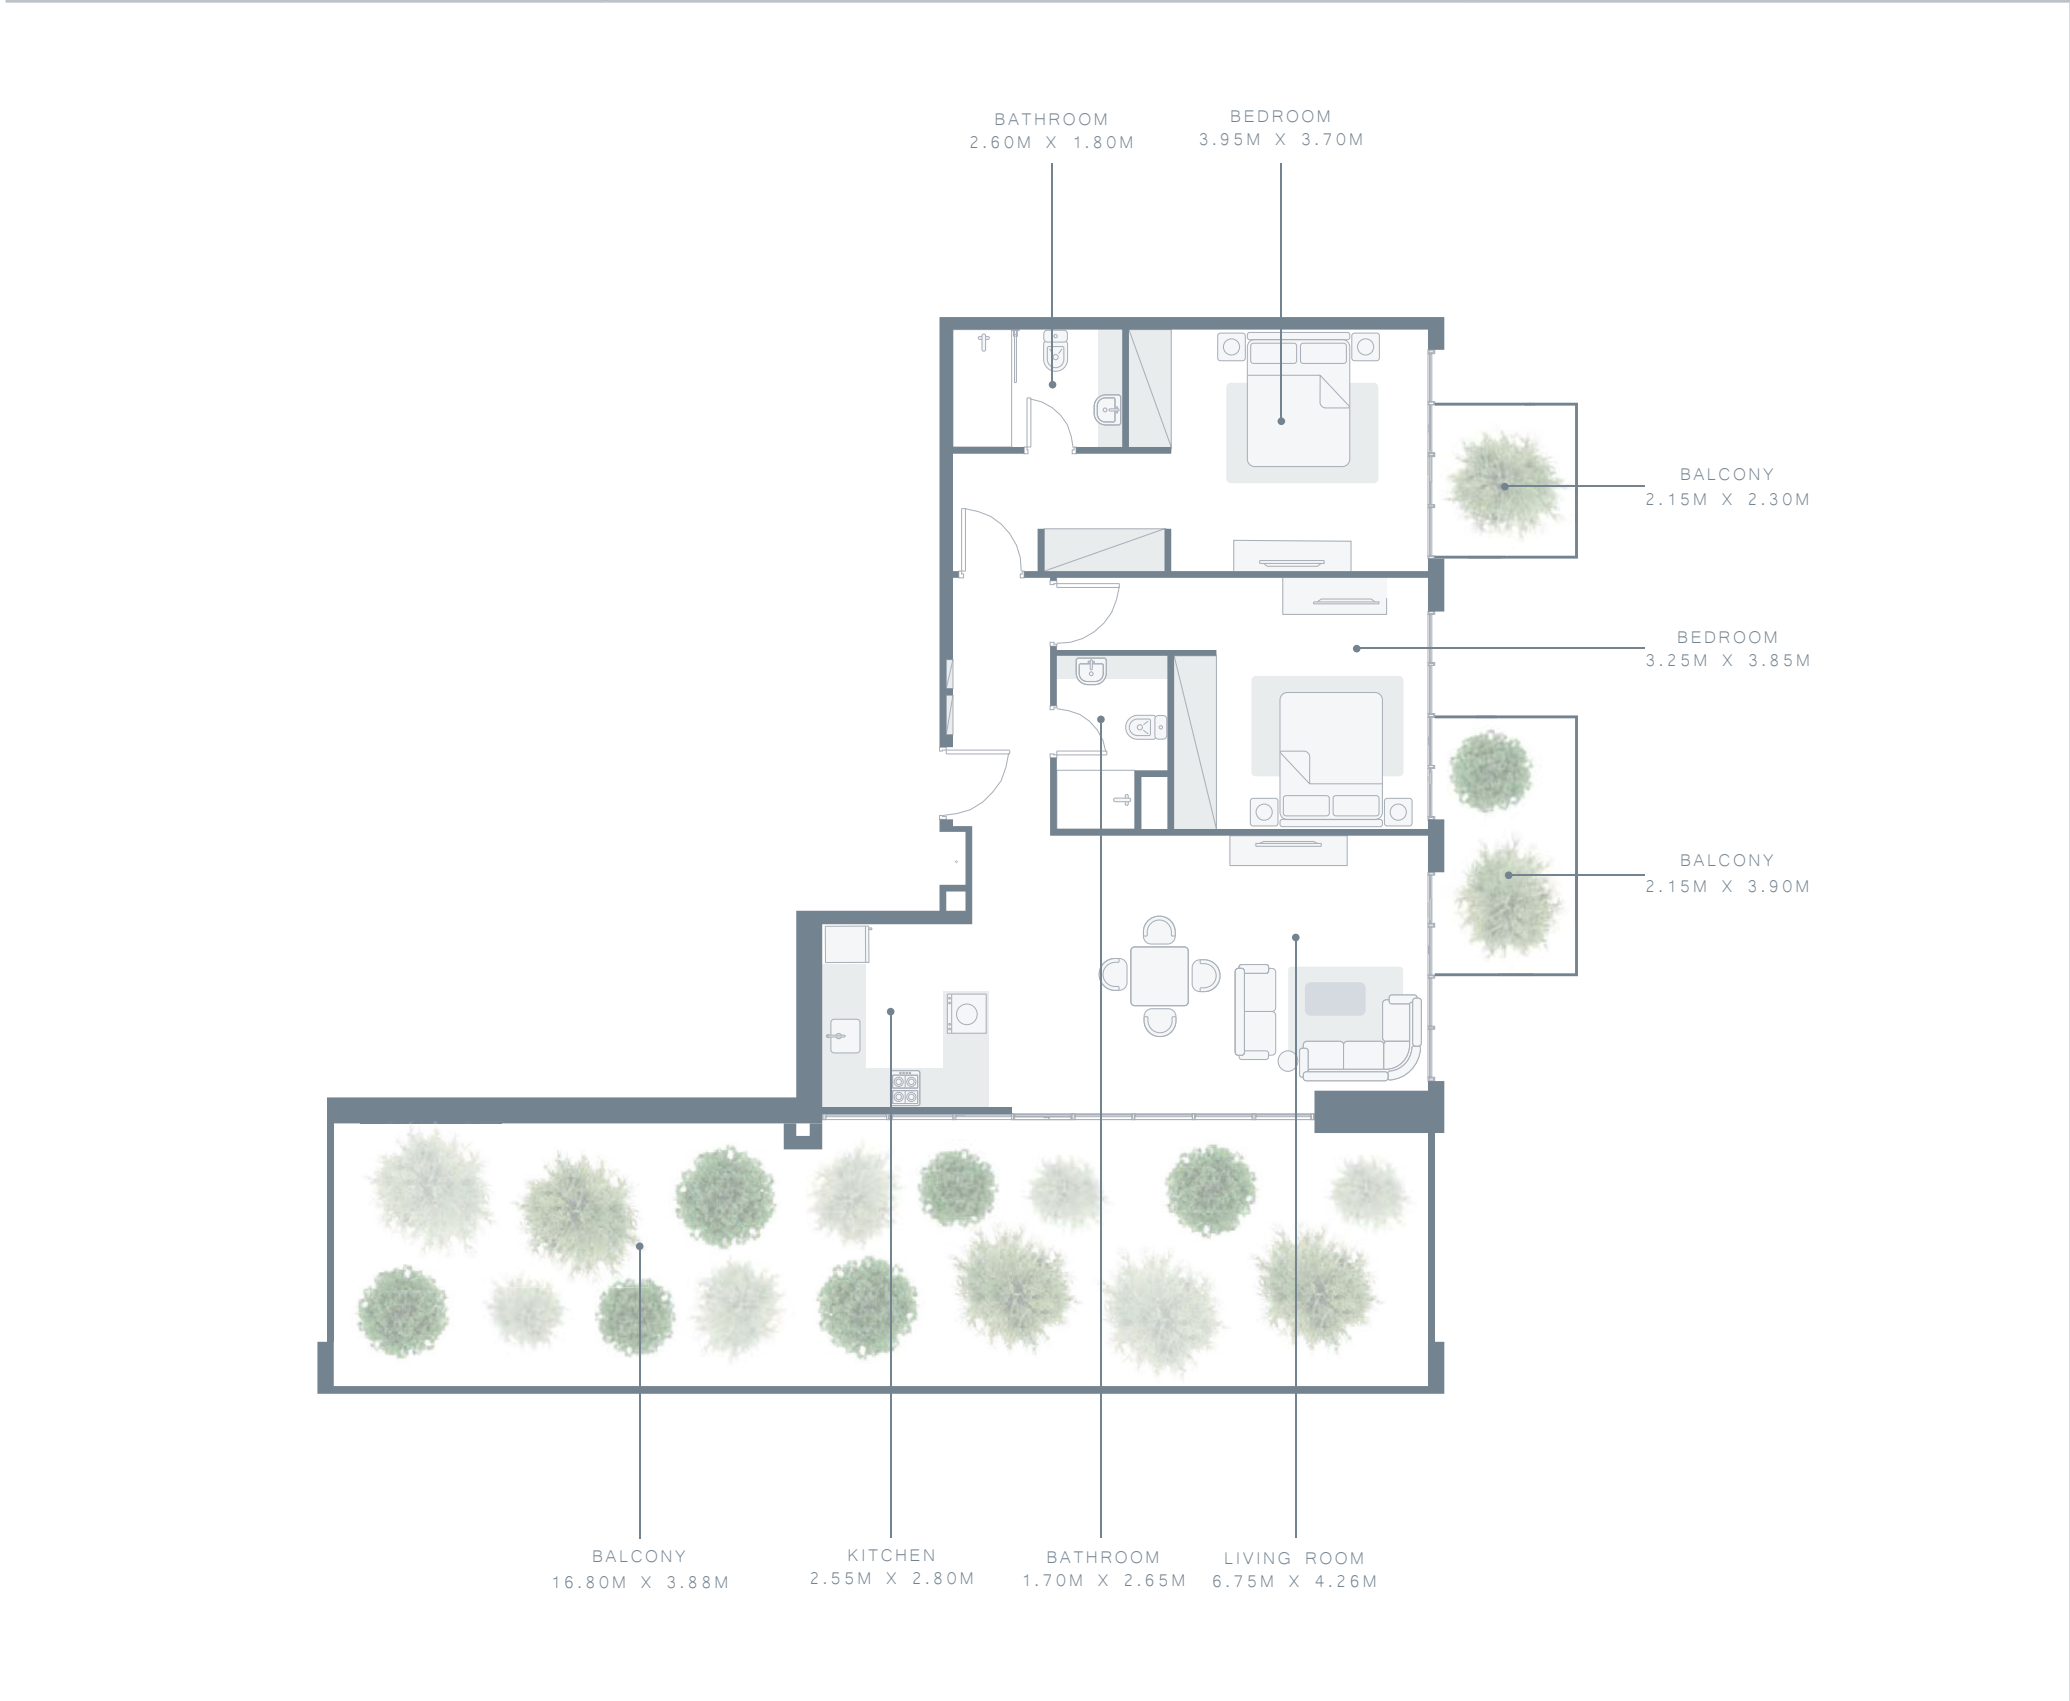 BATHROOM
2.60M X 1.80M
BEDROOM
3.95M X 3.70M
BALCONY
2.15M X 2.30M
BEDROOM
3.25M X 3.85M
BALCONY
2.15M X 3.90M
BALCONY
16.80M X 3.88M
KITCHEN
2.55M X 2.80M
BATHROOM
1.70M X 2.65M
LIVING ROOM
6.75M X 4.26M